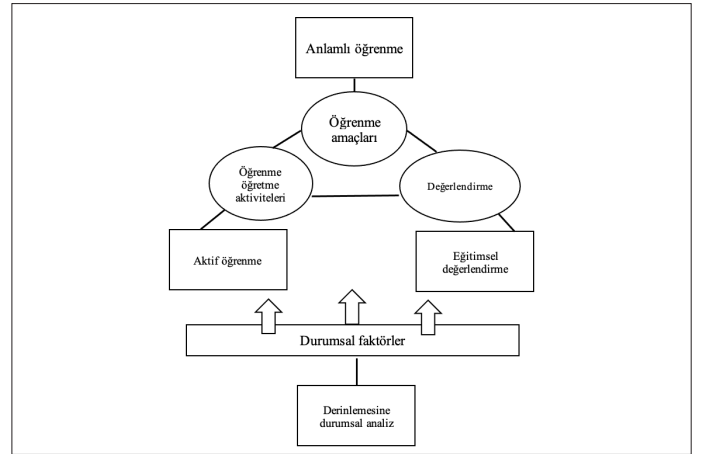 Anlamlı öğrenme
Öğrenme
amaçları
Öğrenme
öğretme
aktiviteleri
Değerlendirme
Aktif öğrenme
Eğitimsel
değerlendirme
Durumsal faktörler
Derinlemesine
durumsal analiz